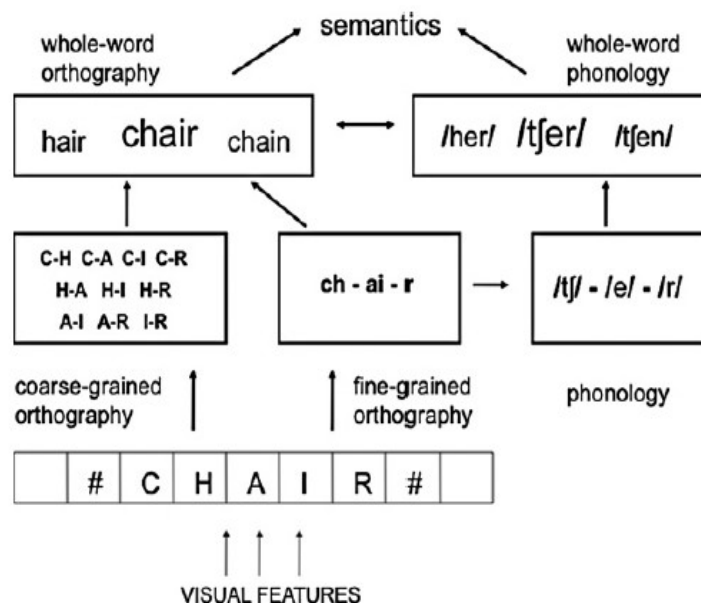 semantics
whole-word
orthography
whole-word
phonology
hair chair chain
/her/ /tʃer/ /tʃen/
C-H C-A C-I C-R
H-A H-I H-R
A-I A-R I-R
ch - ai - r
/tʃ/ - /e/ - /r/
coarse-grained
orthography
fine-grained
orthography
phonology
# C H A I R #
VISUAL FEATURES